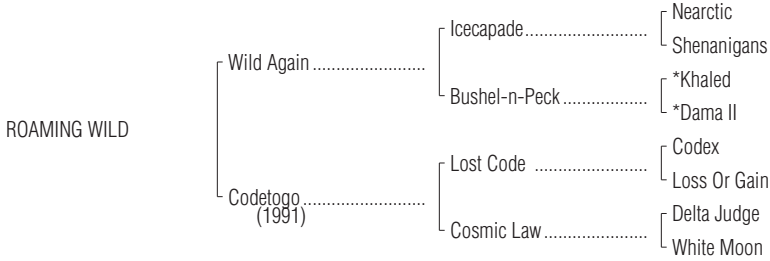 Nearctic
Icecapade..............................
Shenanigans
Wild Again ............................
*Khaled
Bushel-n-Peck.....................
*Dama II
ROAMING WILD
Codex
Lost Code ............................
Loss Or Gain
Codetogo..............................
(1991)
Delta Judge
Cosmic Law.........................
White Moon